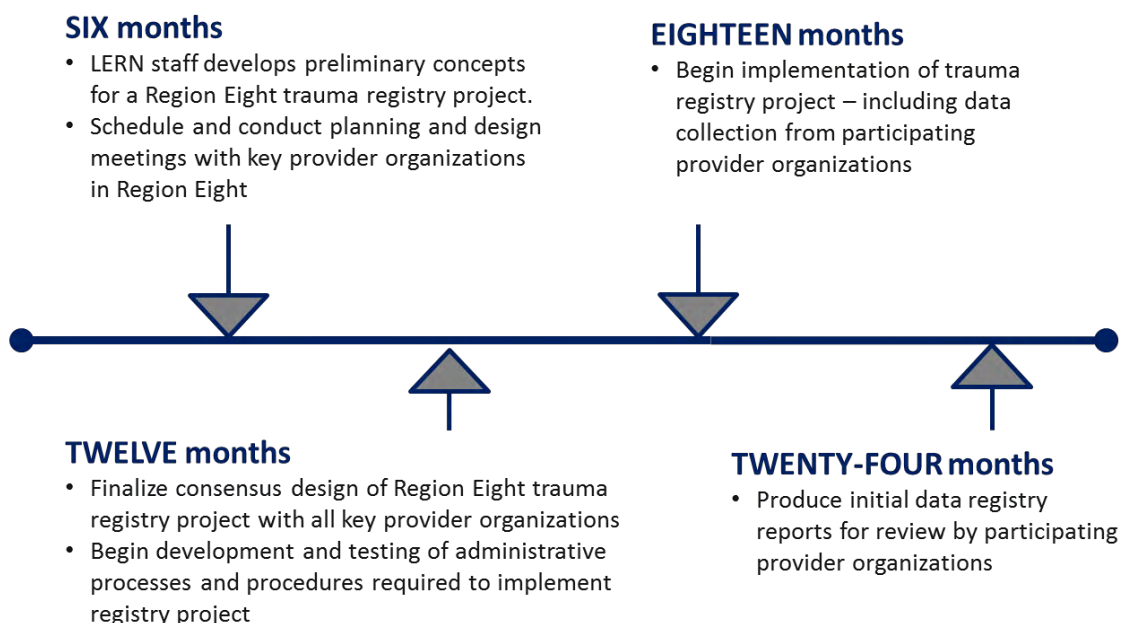 SIX months
• LERN staff develops preliminary concepts
for a Region Eight trauma registry project.
• Schedule and conduct planning and design
meetings with key provider organizations
in Region Eight
EIGHTEEN months
• Begin implementation of trauma
registry project – including data
collection from participating
provider organizations
TWELVE months
• Finalize consensus design of Region Eight trauma
registry project with all key provider organizations
• Begin development and testing of administrative
processes and procedures required to implement
registry project
TWENTY-FOUR months
• Produce initial data registry
reports for review by participating
provider organizations